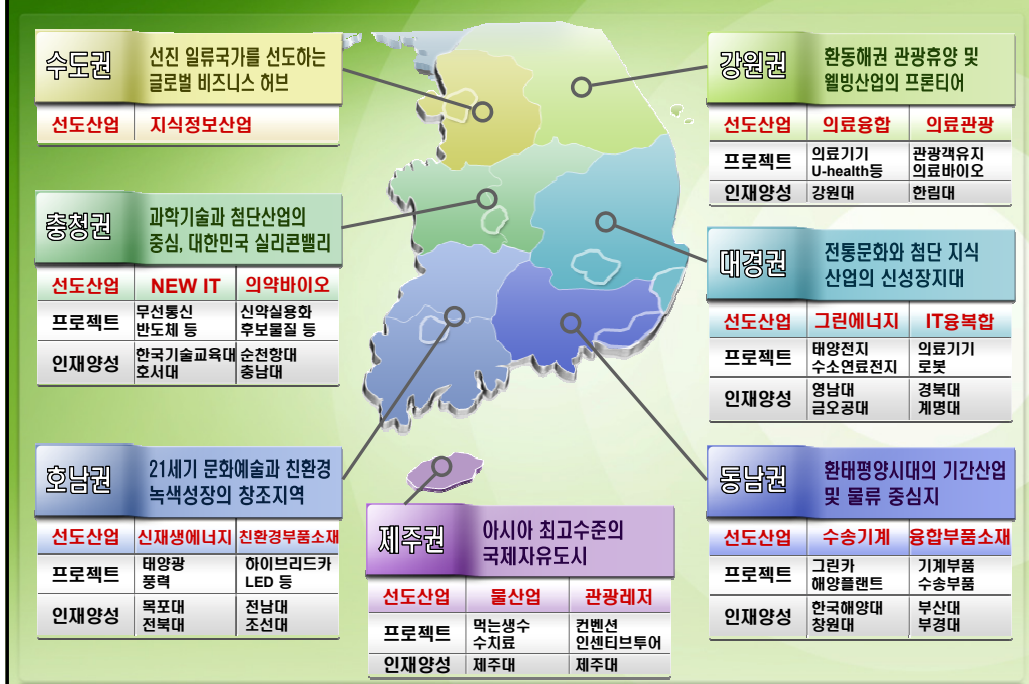 수도권
선진 일류국가를 선도하는
글로벌 비즈니스 허브
선도산업 지식정보산업
충청권
과학기술과 첨단산업의
중심, 대한민국 실리콘밸리
선도산업 NEW IT 의약바이오
프로젝트 무선통신 신약실용화
반도체 등 후보물질 등
인재양성 한국기술교육대 순천향대
호서대 충남대
호남권
21세기 문화예술과 친환경
녹색성장의 창조지역
선도산업 신재생에너지 친환경부품소재
프로젝트 태양광 하이브리드카
풍력 LED 등
인재양성 목포대 전남대
전북대 조선대
제주권
아시아 최고수준의
국제자유도시
선도산업 물산업 관광레저
프로젝트 먹는생수 컨벤션
수치료 인센티브투어
인재양성 제주대 제주대
강원권
환동해권 관광휴양 및
웰빙산업의 프론티어
선도산업 의료융합 의료관광
프로젝트 의료기기 관광객유지
U-health등 의료바이오
인재양성 강원대 한림대
대경권
전통문화와 첨단 지식
산업의 신성장지대
선도산업 그린에너지 IT융복합
프로젝트 태양전지 의료기기
수소연료전지 로봇
인재양성 영남대 경북대
금오공대 계명대
동남권
환태평양시대의 기간산업
및 물류 중심지
선도산업 수송기계 융합부품소재
프로젝트 그린카 기계부품
해양플랜트 수송부품
인재양성 한국해양대 부산대
창원대 부경대